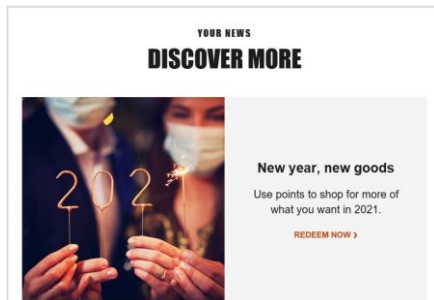 YOUR NEWS
DISCOVER MORE
2021
New year, new goods
Use points to shop for more of
what you want in 2021.
REDEEM NOW ›